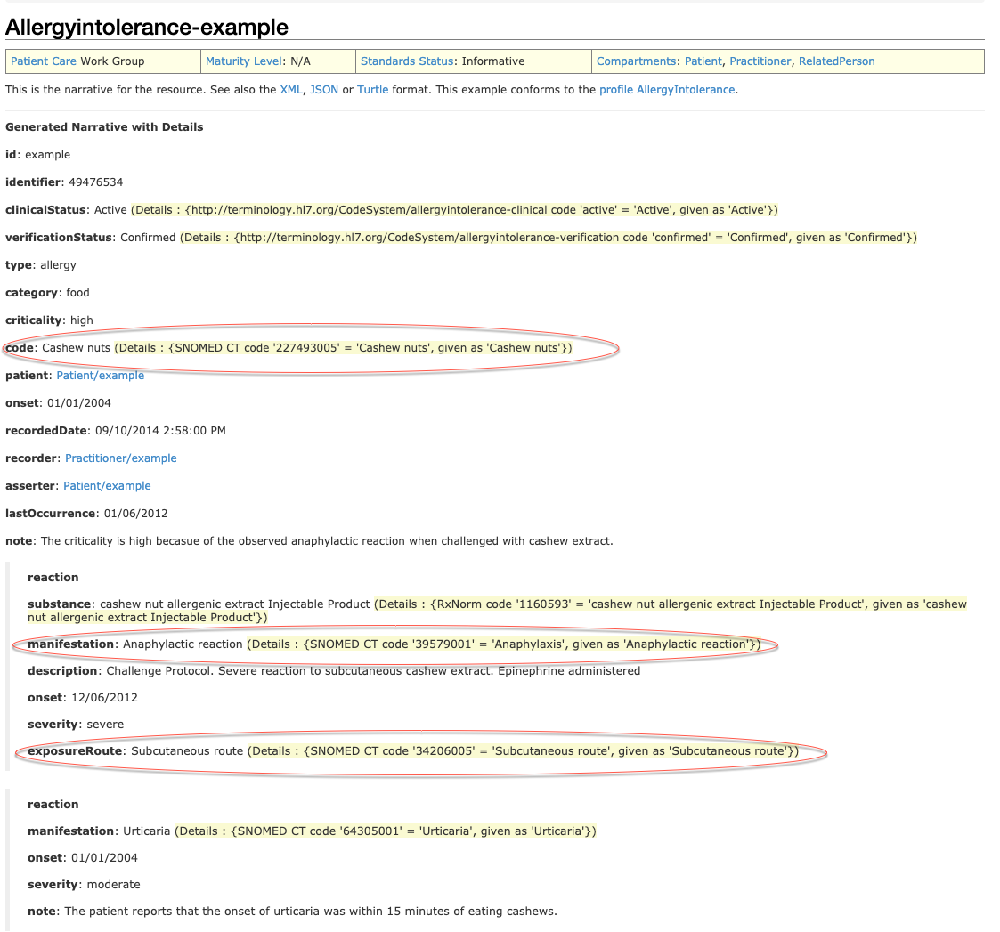 Allergyintolerance-example
Patient Care Work Group Maturity Level: N/A Standards Status: Informative Compartments: Patient, Practitioner, RelatedPerson
This is the narrative for the resource. See also the XML, JSON or Turtle format. This example conforms to the profile AllergyIntolerance.
Generated Narrative with Details
id: example
identifier: 49476534
clinicalStatus: Active (Details : {http://terminology.hl7.org/CodeSystem/allergyintolerance-clinical code 'active' = 'Active', given as 'Active'})
verificationStatus: Confirmed (Details : {http://terminology.hl7.org/CodeSystem/allergyintolerance-verification code 'confirmed' = 'Confirmed', given as 'Confirmed'})
type: allergy
category: food
criticality: high
code: Cashew nuts (Details : {SNOMED CT code '227493005' = 'Cashew nuts', given as 'Cashew nuts'})
patient: Patient/example
onset: 01/01/2004
recordedDate: 09/10/2014 2:58:00 PM
recorder: Practitioner/example
asserter: Patient/example
lastOccurrence: 01/06/2012
note: The criticality is high becasue of the observed anaphylactic reaction when challenged with cashew extract.
reaction
substance: cashew nut allergenic extract Injectable Product (Details : {RxNorm code '1160593' = 'cashew nut allergenic extract Injectable Product', given as 'cashew
nut allergenic extract Injectable Product'})
manifestation: Anaphylactic reaction (Details : {SNOMED CT code '39579001' = 'Anaphylaxis', given as 'Anaphylactic reaction'})
description: Challenge Protocol. Severe reaction to subcutaneous cashew extract. Epinephrine administered
onset: 12/06/2012
severity: severe
exposureRoute: Subcutaneous route (Details : {SNOMED CT code '34206005' = 'Subcutaneous route', given as 'Subcutaneous route'})
reaction
manifestation: Urticaria (Details : {SNOMED CT code '64305001' = 'Urticaria', given as 'Urticaria'})
onset: 01/01/2004
severity: moderate
note: The patient reports that the onset of urticaria was within 15 minutes of eating cashews.